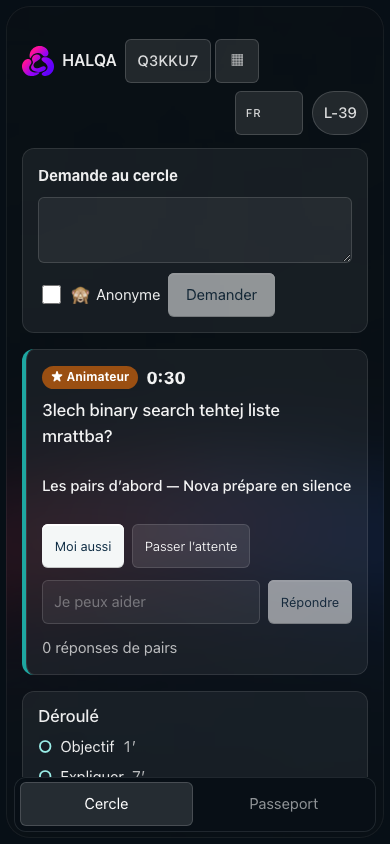 HALQA
Q3KKU7
FR
L-39
Demande au cercle
Anonyme
Demander
Animateur
0:30
3lech binary search tehtej liste
mrattba?
Les pairs d’abord — Nova prépare en silence
Moi aussi
Passer l'attente
Je peux aider
Répondre
0 réponses de pairs
Déroulé
Objectif 1′
Expliquer 7′
Cercle
Passeport